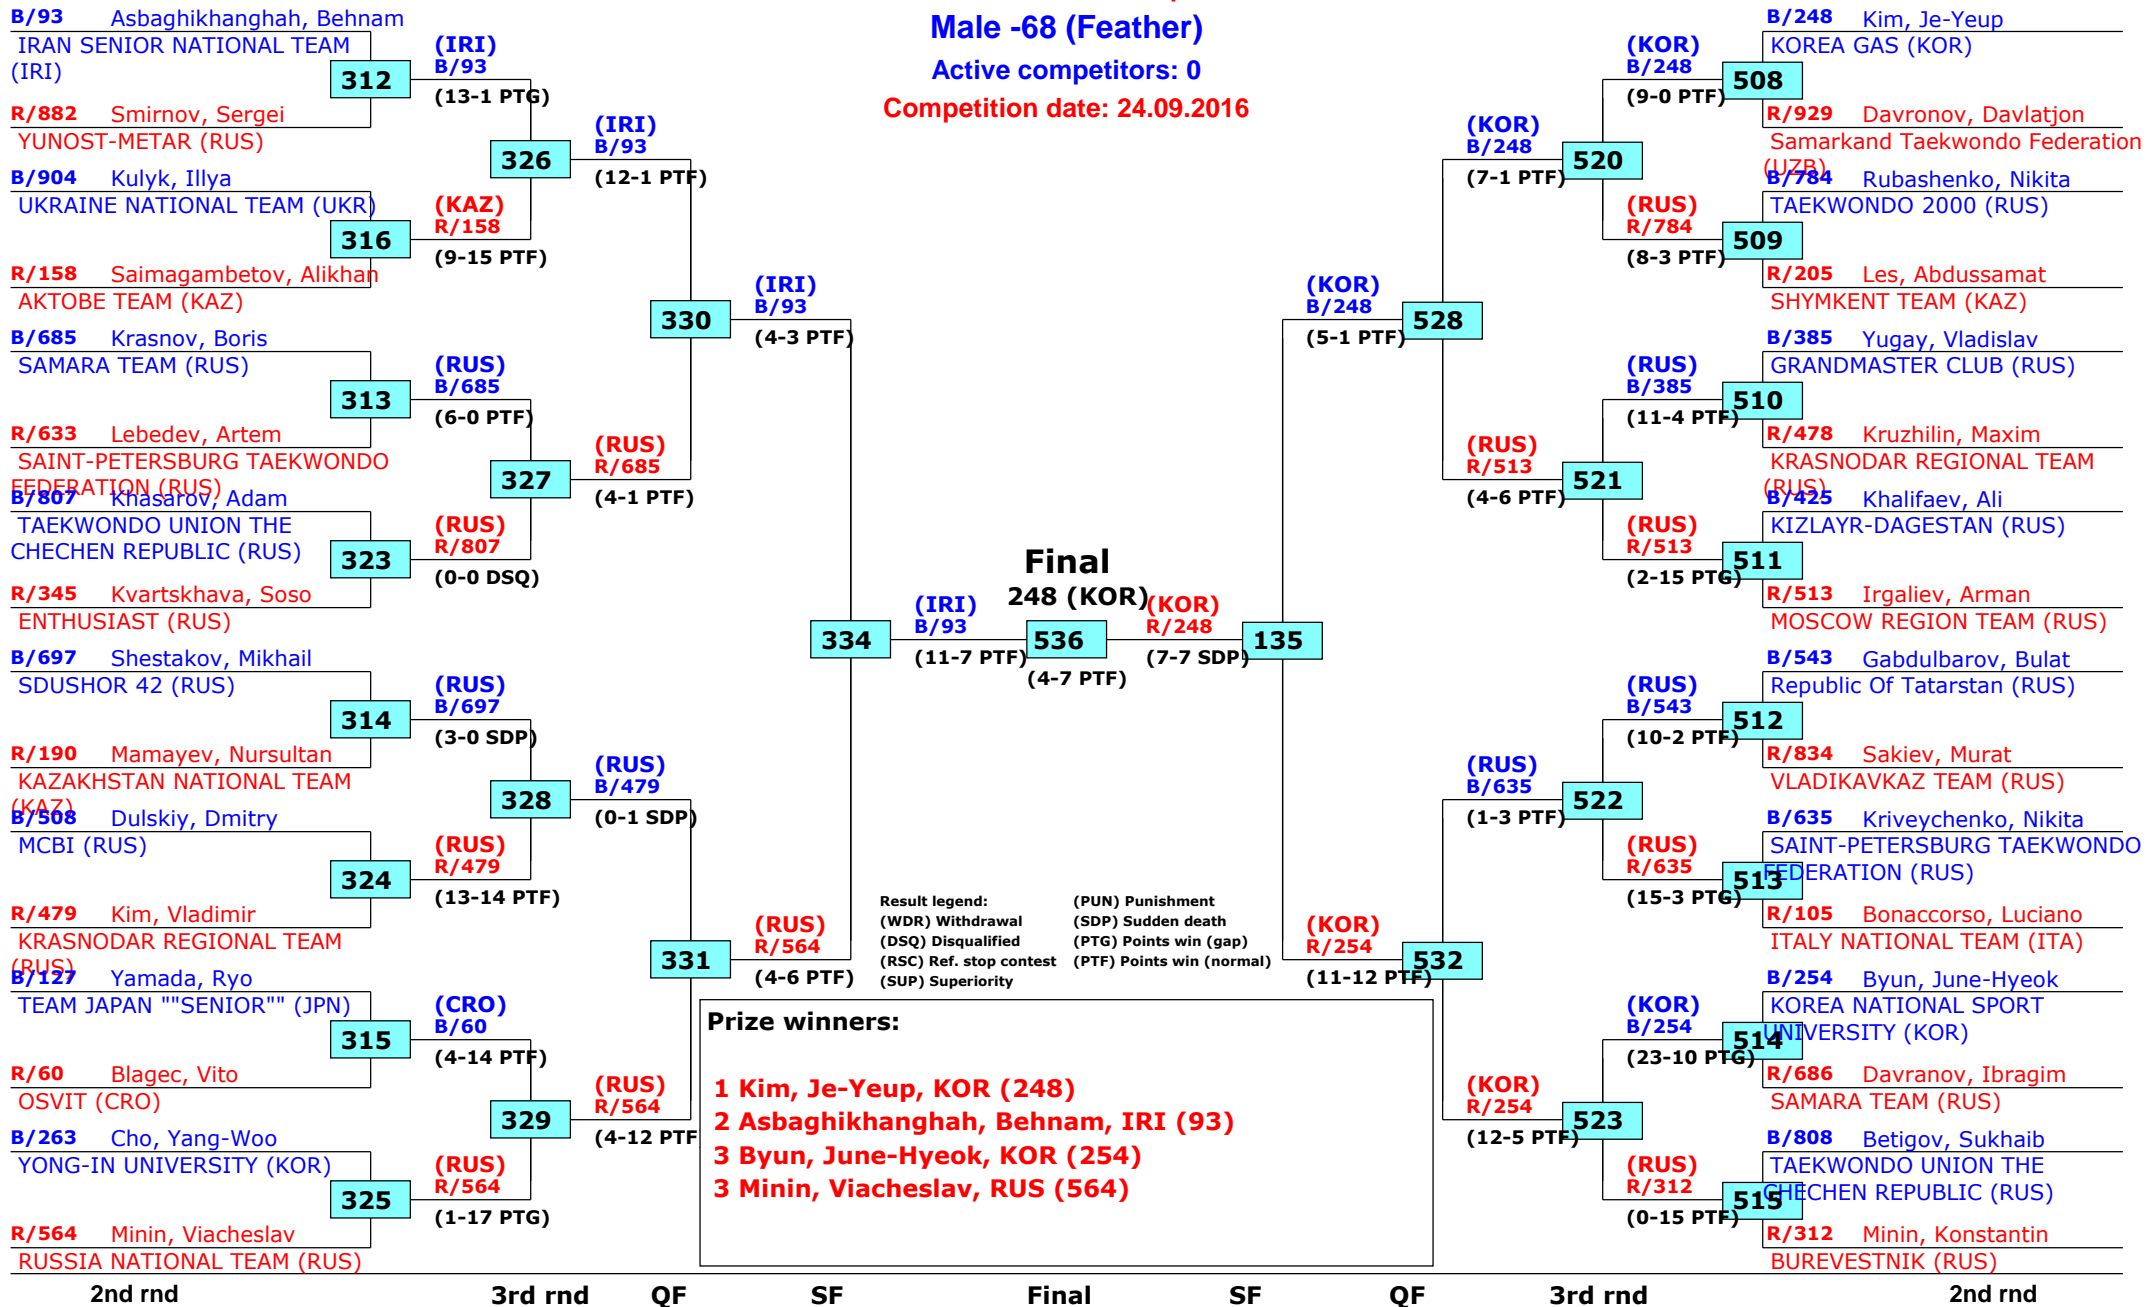 Male -68 (Feather)
Active competitors: 0
Competition date: 24.09.2016
B/93 Asbaghikhanghah, Behnam
IRAN SENIOR NATIONAL TEAM
(IRI)
R/882 Smirnov, Sergei
YUNOST-METAR (RUS)
B/904 Kulyk, Illya
UKRAINE NATIONAL TEAM (UKR)
R/158 Saimagambetov, Alikhan
AKTOBE TEAM (KAZ)
B/685 Krasnov, Boris
SAMARA TEAM (RUS)
R/633 Lebedev, Artem
SAINT-PETERSBURG TAEKWONDO
FEDERATION (RUS)
B/807 Khasarov, Adam
TAEKWONDO UNION THE
CHECHEN REPUBLIC (RUS)
R/345 Kvartskhava, Soso
ENTHUSIAST (RUS)
B/697 Shestakov, Mikhail
SDUSHOR 42 (RUS)
R/190 Mamayev, Nursultan
KAZAKHSTAN NATIONAL TEAM
(KAZ)
B/508 Dulskiy, Dmitry
MCBI (RUS)
R/479 Kim, Vladimir
KRASNODAR REGIONAL TEAM
(RUS)
B/127 Yamada, Ryo
TEAM JAPAN ""SENIOR"" (JPN)
R/60 Blagec, Vito
OSVIT (CRO)
B/263 Cho, Yang-Woo
YONG-IN UNIVERSITY (KOR)
R/564 Minin, Viacheslav
RUSSIA NATIONAL TEAM (RUS)
312
316
313
323
314
324
315
325
(IRI)
B/93
(13-1 PTG)
(KAZ)
R/158
(9-15 PTF)
(RUS)
B/685
(6-0 PTF)
(RUS)
R/807
(0-0 DSQ)
(RUS)
B/697
(3-0 SDP)
(RUS)
R/479
(13-14 PTF)
(CRO)
B/60
(4-14 PTF)
(RUS)
R/564
(1-17 PTG)
326
327
328
329
(IRI)
B/93
(12-1 PTF)
(RUS)
R/685
(4-1 PTF)
(RUS)
B/479
(0-1 SDP)
(RUS)
R/564
(4-12 PTF
330
331
(IRI)
B/93
(4-3 PTF)
(RUS)
R/564
(4-6 PTF)
334
(IRI)
B/93
(11-7 PTF)
Final
248 (KOR)
536
(4-7 PTF)
(KOR)
R/248
(7-7 SDP)
135
(KOR)
B/248
(5-1 PTF)
(KOR)
R/254
(11-12 PTF)
528
532
(KOR)
B/248
(7-1 PTF)
(RUS)
R/513
(4-6 PTF)
(RUS)
B/635
(1-3 PTF)
(KOR)
R/254
(12-5 PTF)
520
521
522
523
(KOR)
B/248
(9-0 PTF)
(RUS)
R/784
(8-3 PTF)
(RUS)
B/385
(11-4 PTF)
(RUS)
R/513
(2-15 PTG)
(RUS)
B/543
(10-2 PTF)
(RUS)
R/635
(15-3 PTG)
(KOR)
B/254
(23-10 PTG)
(RUS)
R/312
(0-15 PTF)
508
509
510
511
512
513
514
515
B/248 Kim, Je-Yeup
KOREA GAS (KOR)
R/929 Davronov, Davlatjon
Samarkand Taekwondo Federation
(UZB)
B/784 Rubashenko, Nikita
TAEKWONDO 2000 (RUS)
R/205 Les, Abdussamat
SHYMKENT TEAM (KAZ)
B/385 Yugay, Vladislav
GRANDMASTER CLUB (RUS)
R/478 Kruzhilin, Maxim
KRASNODAR REGIONAL TEAM
(RUS)
B/425 Khalifaev, Ali
KIZLAYR-DAGESTAN (RUS)
R/513 Irgaliev, Arman
MOSCOW REGION TEAM (RUS)
B/543 Gabdulbarov, Bulat
Republic Of Tatarstan (RUS)
R/834 Sakiev, Murat
VLADIKAVKAZ TEAM (RUS)
B/635 Kriveychenko, Nikita
SAINT-PETERSBURG TAEKWONDO
FEDERATION (RUS)
R/105 Bonaccorso, Luciano
ITALY NATIONAL TEAM (ITA)
B/254 Byun, June-Hyeok
KOREA NATIONAL SPORT
UNIVERSITY (KOR)
R/686 Davranov, Ibragim
SAMARA TEAM (RUS)
B/808 Betigov, Sukhaib
TAEKWONDO UNION THE
CHECHEN REPUBLIC (RUS)
R/312 Minin, Konstantin
BUREVESTNIK (RUS)
Result legend: (PUN) Punishment
(WDR) Withdrawal (SDP) Sudden death
(DSQ) Disqualified (PTG) Points win (gap)
(RSC) Ref. stop contest (PTF) Points win (normal)
(SUP) Superiority
Prize winners:
1 Kim, Je-Yeup, KOR (248)
2 Asbaghikhanghah, Behnam, IRI (93)
3 Byun, June-Hyeok, KOR (254)
3 Minin, Viacheslav, RUS (564)
2nd rnd 3rd rnd QF SF Final SF QF 3rd rnd 2nd rnd